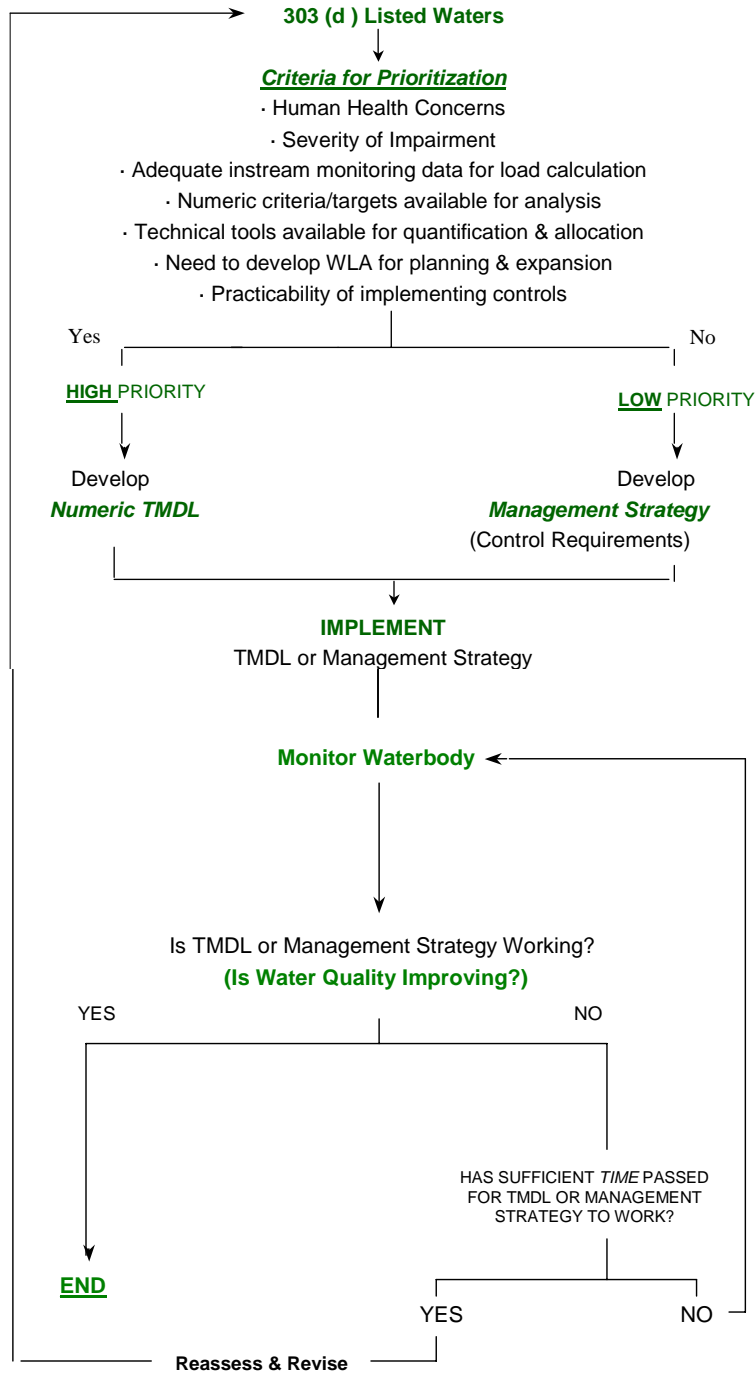 303 (d ) Listed Waters
Criteria for Prioritization
· Human Health Concerns
· Severity of Impairment
· Adequate instream monitoring data for load calculation
· Numeric criteria/targets available for analysis
· Technical tools available for quantification & allocation
· Need to develop WLA for planning & expansion
· Practicability of implementing controls
Yes
No
HIGH PRIORITY
LOW PRIORITY
Develop
Numeric TMDL
Develop
Management Strategy
(Control Requirements)
IMPLEMENT
TMDL or Management Strategy
Monitor Waterbody
Is TMDL or Management Strategy Working?
(Is Water Quality Improving?)
YES
NO
HAS SUFFICIENT TIME PASSED
FOR TMDL OR MANAGEMENT
STRATEGY TO WORK?
END
YES
NO
Reassess & Revise